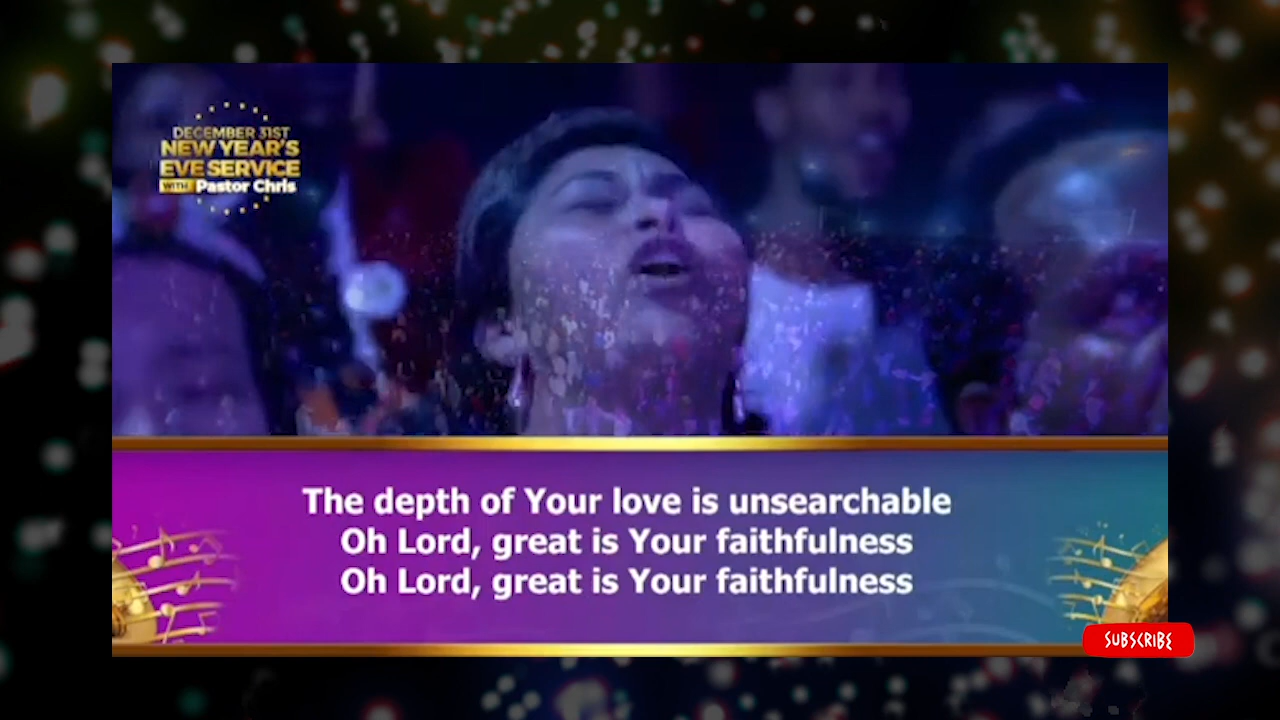 DECEMBER 31ST
NEW YEAR'S
EVE SERVICE
WITH Pastor Chris
The depth of Your love is unsearchable
Oh Lord, great is Your faithfulness
Oh Lord, great is Your faithfulness
SUBSCRIBE